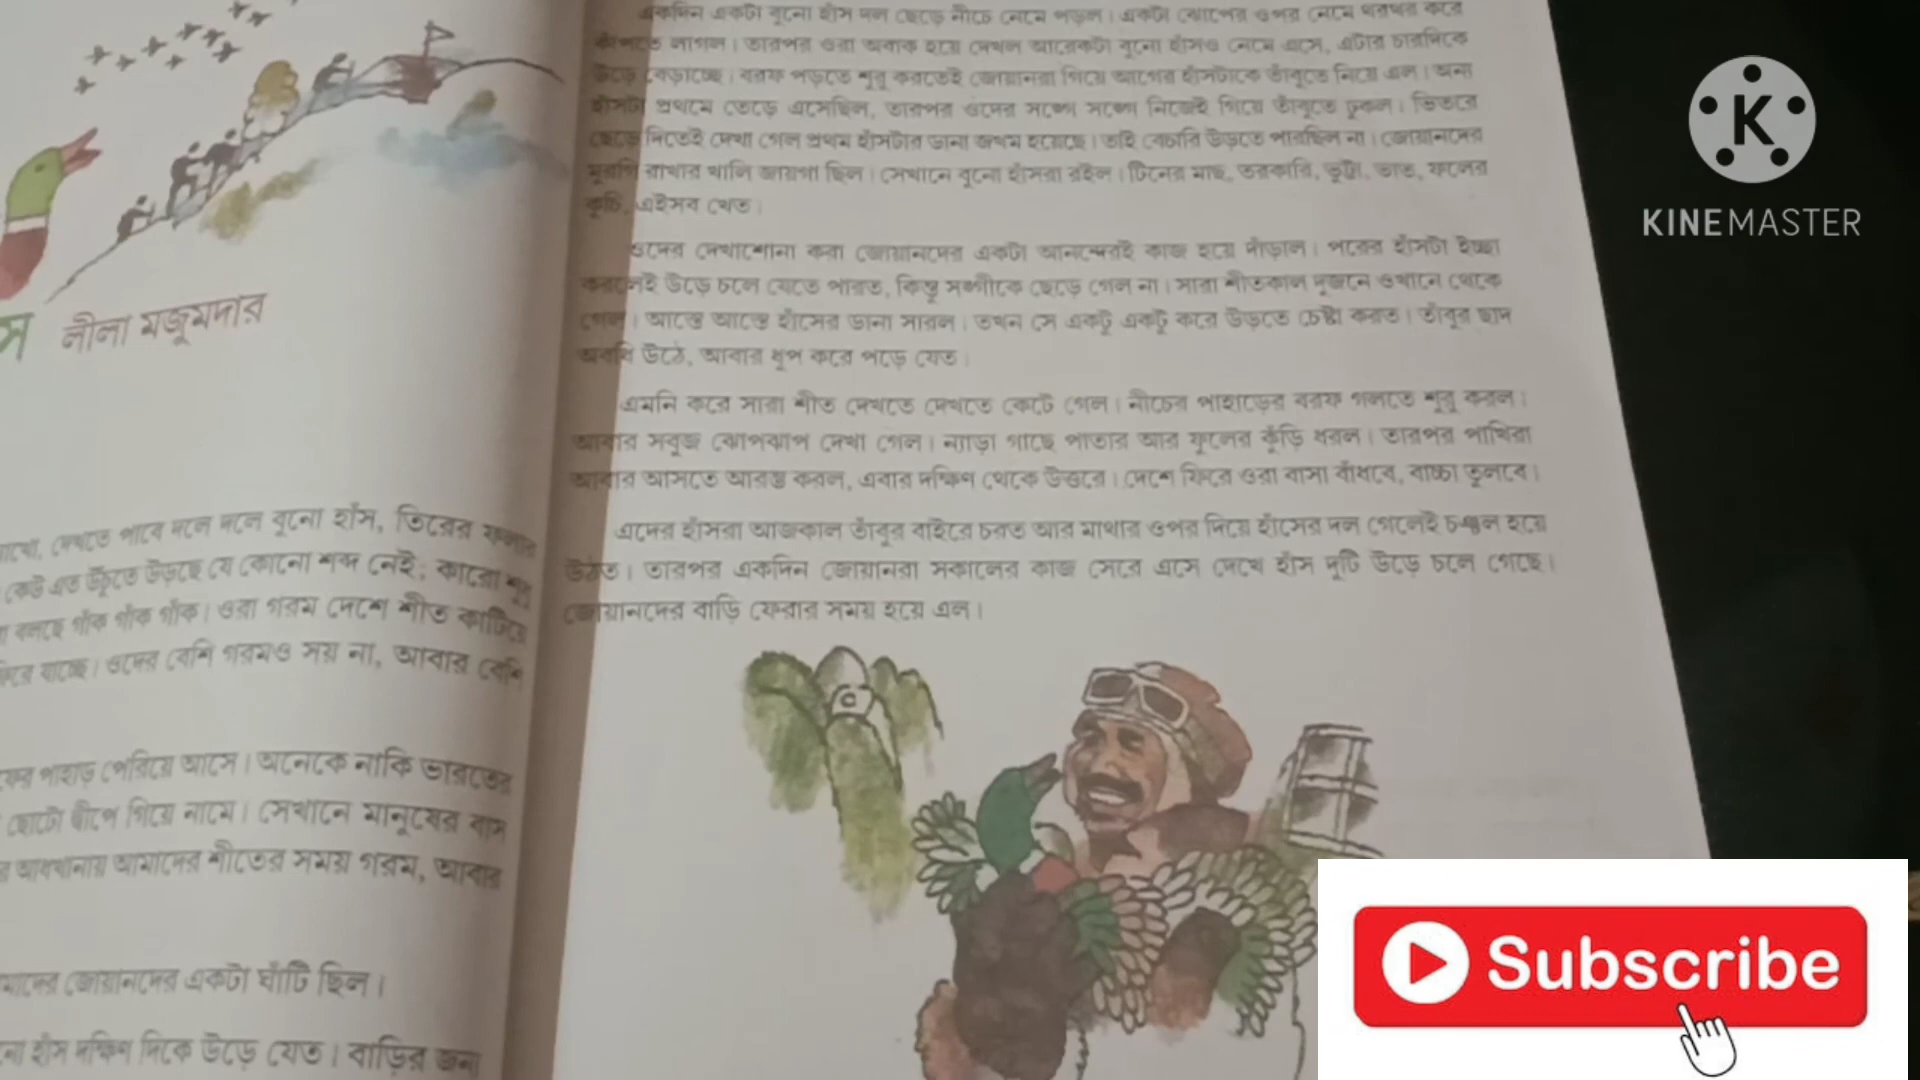 স লীলা মজুমদার
দেখতে পাবে দলে দলে বুনো হাঁস, তিরের ফলার
কেউ এত উঁচুতে উড়ছে যে কোনো শব্দ নেই; কারো শুধু
বলছে গাঁক গাঁক গাঁক। ওরা গরম দেশে শীত কাটিয়ে
ফিরে যাচ্ছে। ওদের বেশি গরমও সয় না, আবার বেশি
পাহাড় পেরিয়ে আসে। অনেকে নাকি ভারতের
ছোটো দ্বীপে গিয়ে নামে। সেখানে মানুষের বাস
আধখানায় আমাদের শীতের সময় গরম, আবার
জোয়ানদের একটা ঘাঁটি ছিল।
হাঁস দক্ষিণ দিকে উড়ে যেত। বাড়ির জন্য
একদিন একটা বুনো হাঁস দল ছেড়ে নীচে নেমে পড়ল। একটা ঝোপের ওপর নেমে থরথর করে
কাঁপতে লাগল। তারপর ওরা অবাক হয়ে দেখল আরেকটা বুনো হাঁসও নেমে এসে, এটার চারদিকে
উড়ে বেড়াচ্ছে। বরফ পড়তে শুরু করতেই জোয়ানরা গিয়ে আগের হাঁসটাকে তাঁবুতে নিয়ে এল। অন্য
হাঁসটা প্রথমে তেড়ে এসেছিল, তারপর ওদের সঙ্গে সঙ্গে নিজেই গিয়ে তাঁবুতে ঢুকল। ভিতরে
ছেড়ে দিতেই দেখা গেল প্রথম হাঁসটার ডানা জখম হয়েছে। তাই বেচারি উড়তে পারছিল না। জোয়ানদের
মুরগি রাখার খালি জায়গা ছিল। সেখানে বুনো হাঁসরা রইল। টিনের মাছ, তরকারি, ভুট্টা, ভাত, ফলের
কুচি, এইসব খেত।
ওদের দেখাশোনা করা জোয়ানদের একটা আনন্দেরই কাজ হয়ে দাঁড়াল। পরের হাঁসটা ইচ্ছা
করলেই উড়ে চলে যেতে পারত, কিন্তু সঙ্গীকে ছেড়ে গেল না। সারা শীতকাল দুজনে ওখানে থেকে
গেল। আস্তে আস্তে হাঁসের ডানা সারল। তখন সে একটু একটু করে উড়তে চেষ্টা করত। তাঁবুর ছাদ
অবধি উঠে, আবার ধুপ করে পড়ে যেত।
এমনি করে সারা শীত দেখতে দেখতে কেটে গেল। নীচের পাহাড়ের বরফ গলতে শুরু করল।
আবার সবুজ ঝোপঝাপ দেখা গেল। ন্যাড়া গাছে পাতার আর ফুলের কুঁড়ি ধরল। তারপর পাখিরা
আবার আসতে আরম্ভ করল, এবার দক্ষিণ থেকে উত্তরে। দেশে ফিরে ওরা বাসা বাঁধবে, বাচ্চা তুলবে।
এদের হাঁসরা আজকাল তাঁবুর বাইরে চরত আর মাথার ওপর দিয়ে হাঁসের দল গেলেই চঞ্চল হয়ে
উঠত। তারপর একদিন জোয়ানরা সকালের কাজ সেরে এসে দেখে হাঁস দুটি উড়ে চলে গেছে।
জোয়ানদের বাড়ি ফেরার সময় হয়ে এল।
K
KINEMASTER
Subscribe